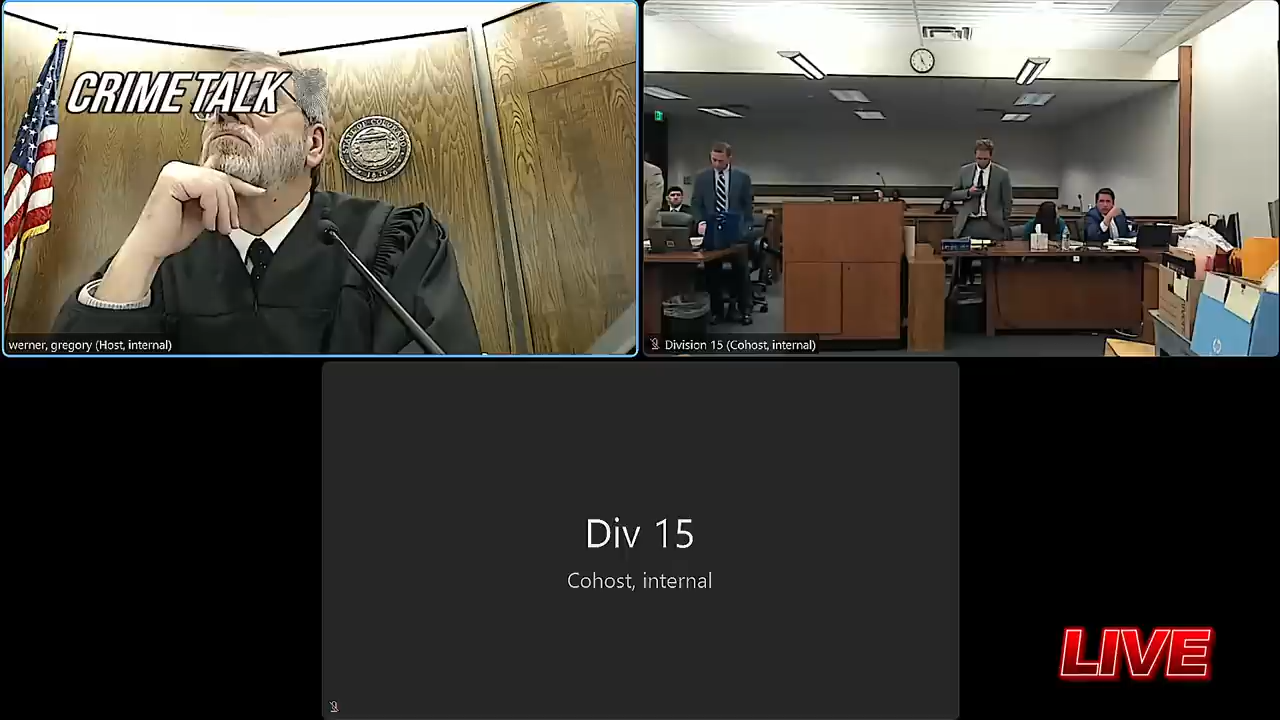 CRIME TALK
werner, gregory (Host, internal)
Division 15 (Cohost, internal)
Div 15
Cohost, internal
LIVE